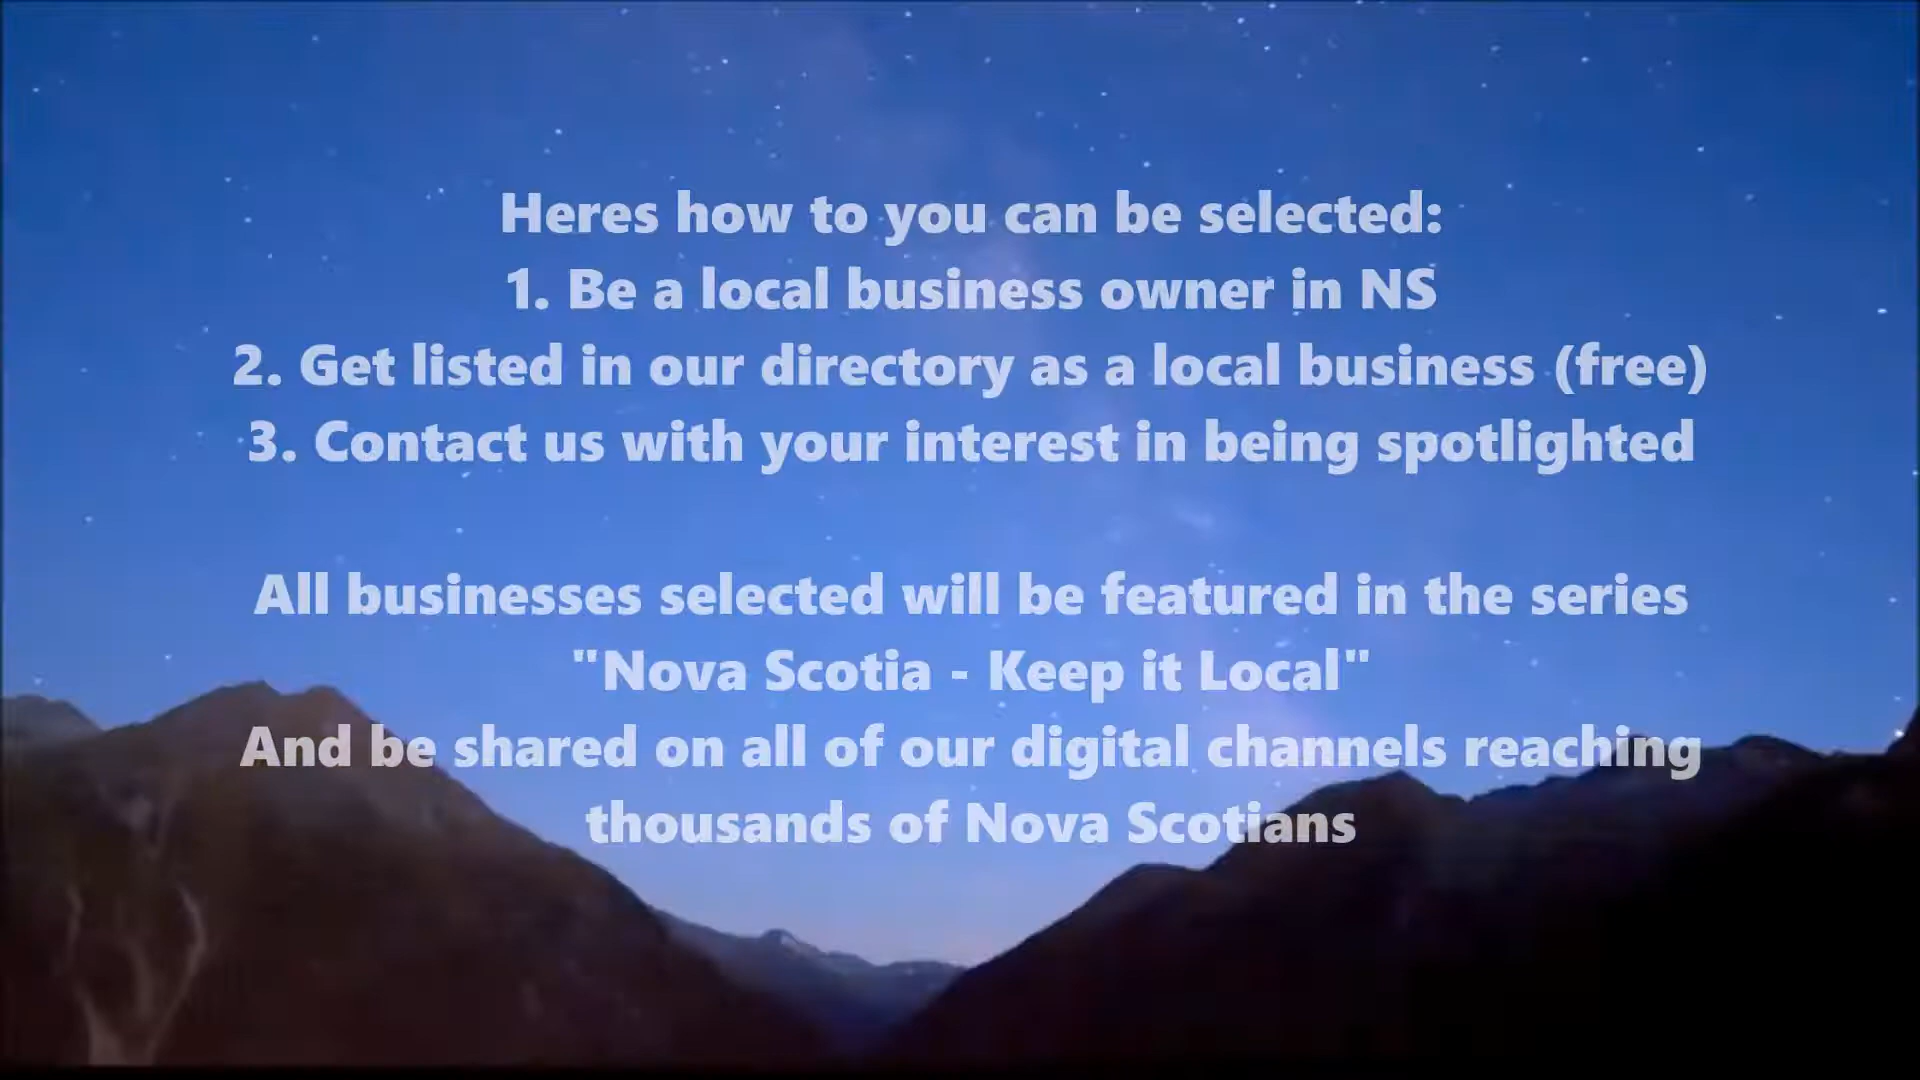 Heres how to you can be selected:
1. Be a local business owner in NS
2. Get listed in our directory as a local business (free)
3. Contact us with your interest in being spotlighted
All businesses selected will be featured in the series
"Nova Scotia - Keep it Local"
And be shared on all of our digital channels reaching
thousands of Nova Scotians